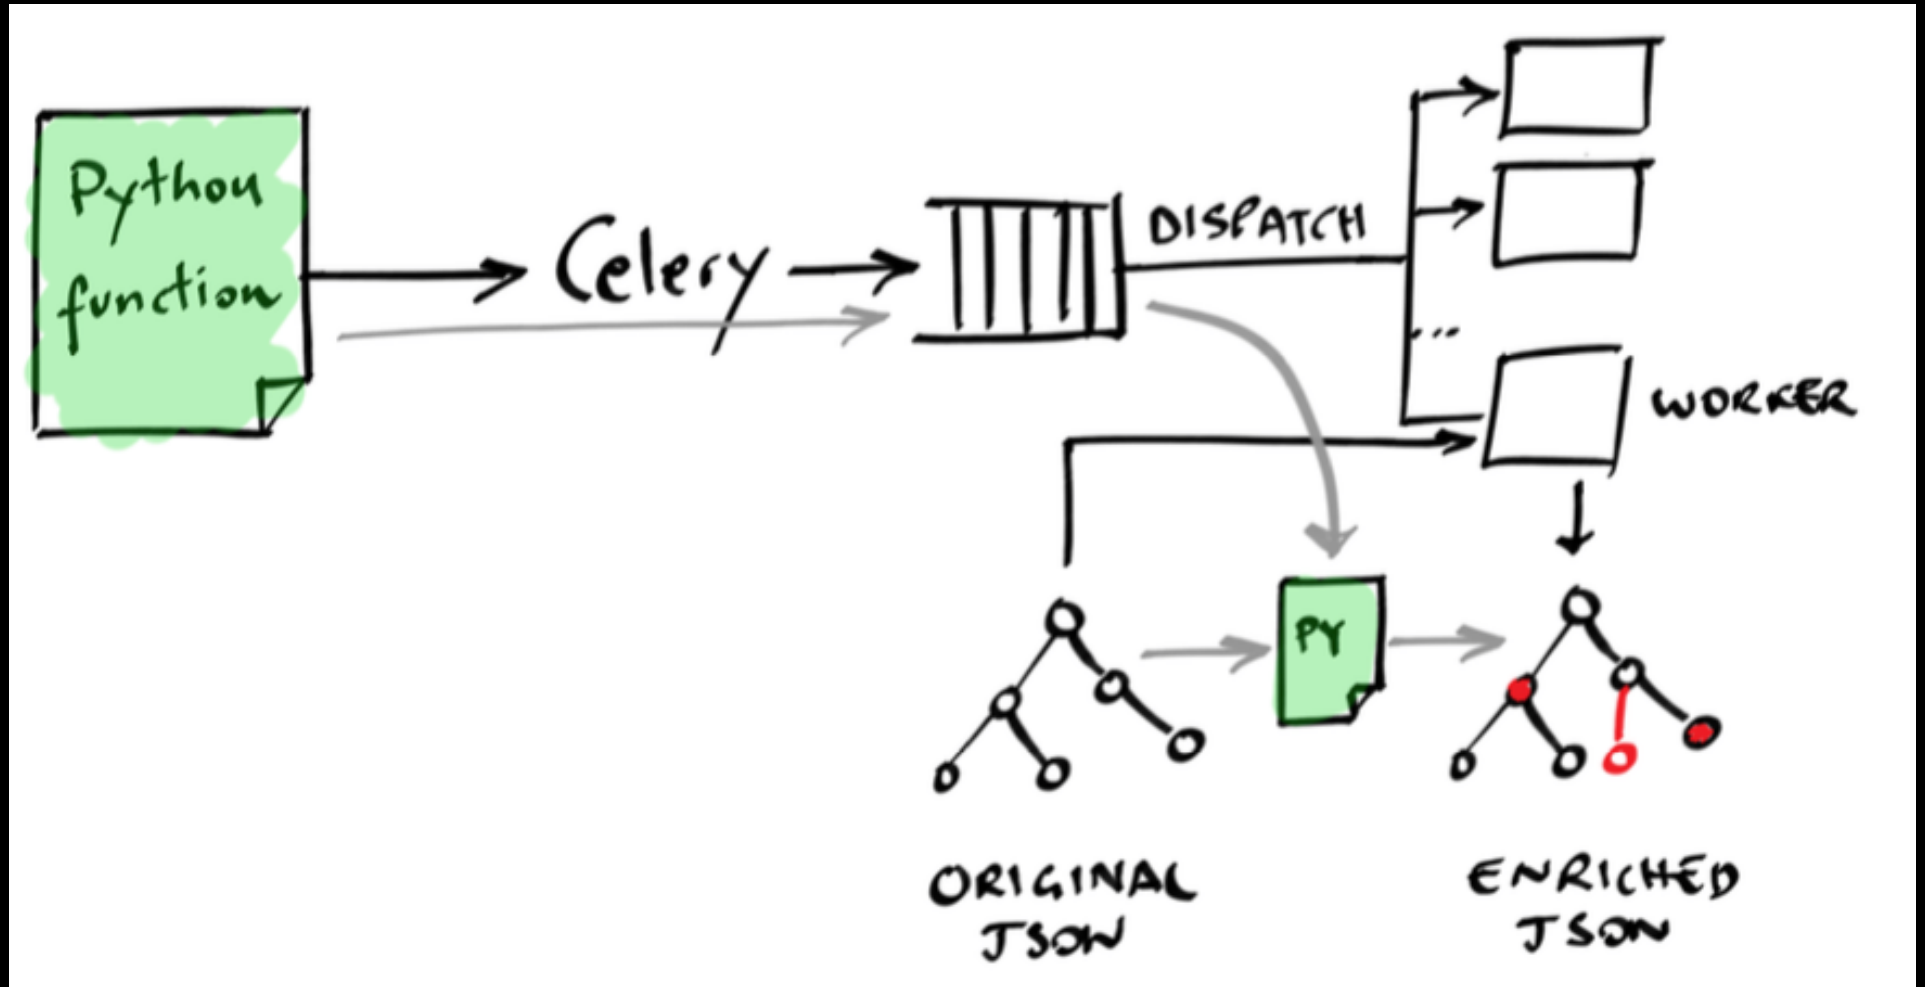 Python
function
Celery
DISPATCH
...
WORKER
PY
ORIGINAL
JSON
ENRICHED
JSON